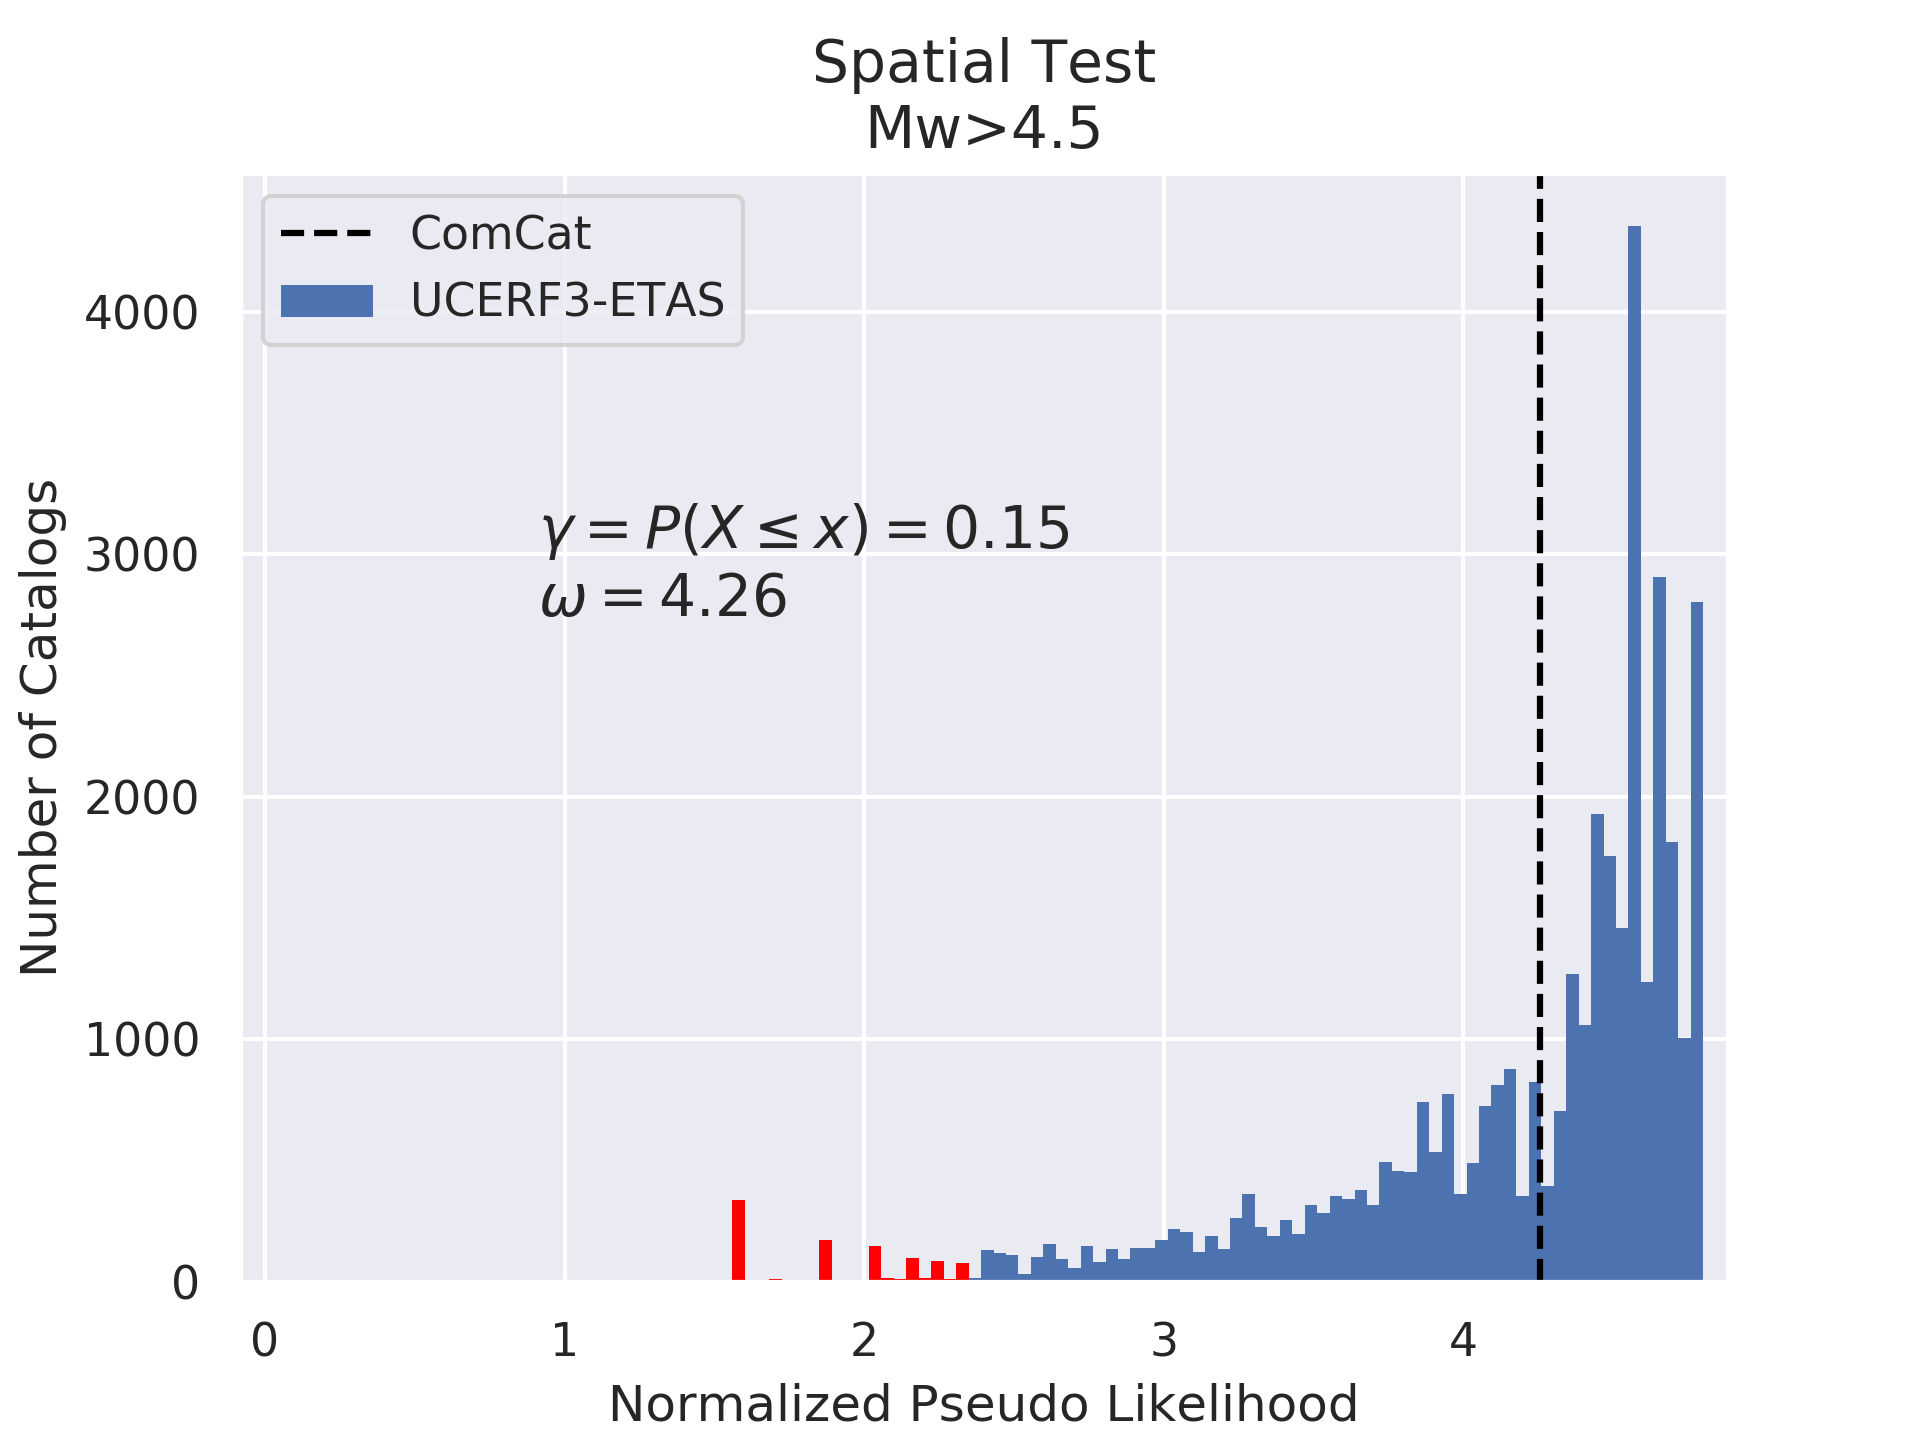 Spatial Test
Mw>4.5
ComCat
UCERF3-ETAS
γ = P(X ≤ x) = 0.15
ω = 4.26
Number of Catalogs
4000
3000
2000
1000
0
0 1 2 3 4
Normalized Pseudo Likelihood